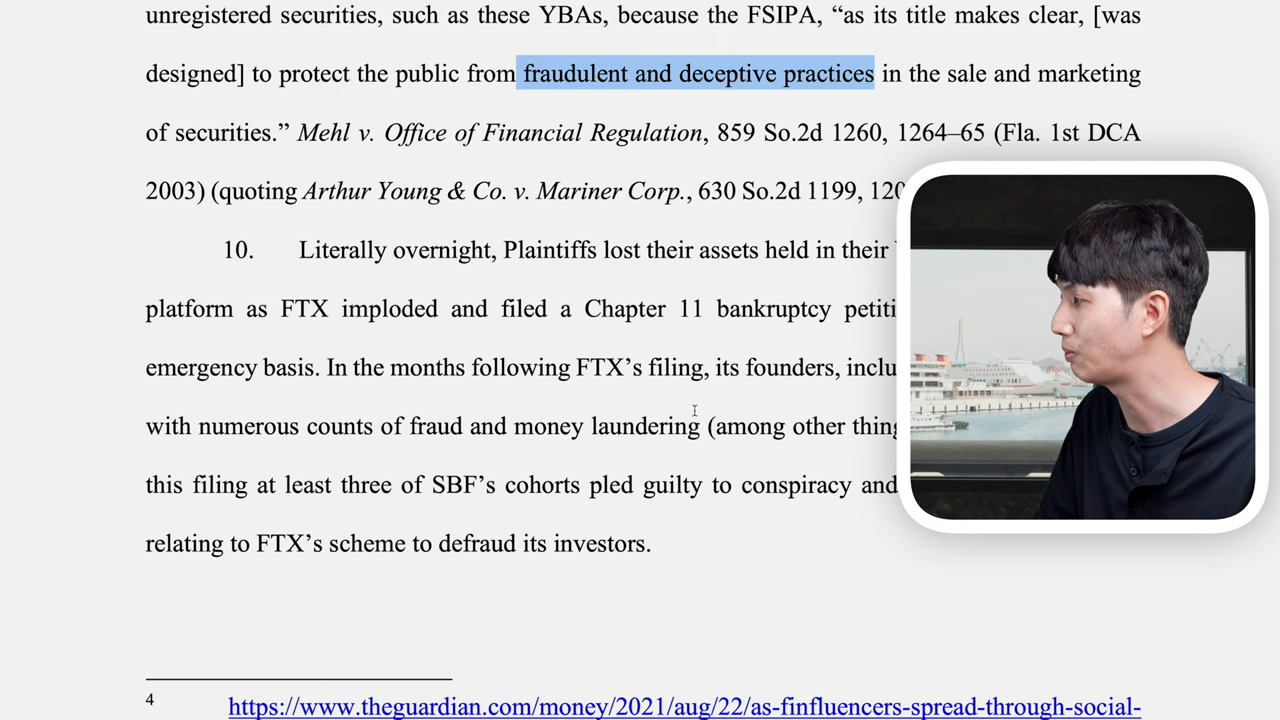 unregistered securities, such as these YBAs, because the FSIPA, “as its title makes clear, [was
designed] to protect the public from fraudulent and deceptive practices in the sale and marketing
of securities.” Mehl v. Office of Financial Regulation, 859 So.2d 1260, 1264–65 (Fla. 1st DCA
2003) (quoting Arthur Young & Co. v. Mariner Corp., 630 So.2d 1199,
10. Literally overnight, Plaintiffs lost their assets held in their
platform as FTX imploded and filed a Chapter 11 bankruptcy
emergency basis. In the months following FTX’s filing, its founders,
with numerous counts of fraud and money laundering (among other
this filing at least three of SBF’s cohorts pled guilty to conspiracy and
relating to FTX’s scheme to defraud its investors.
4 https://www.theguardian.com/money/2021/aug/22/as-finfluencers-spread-through-social-